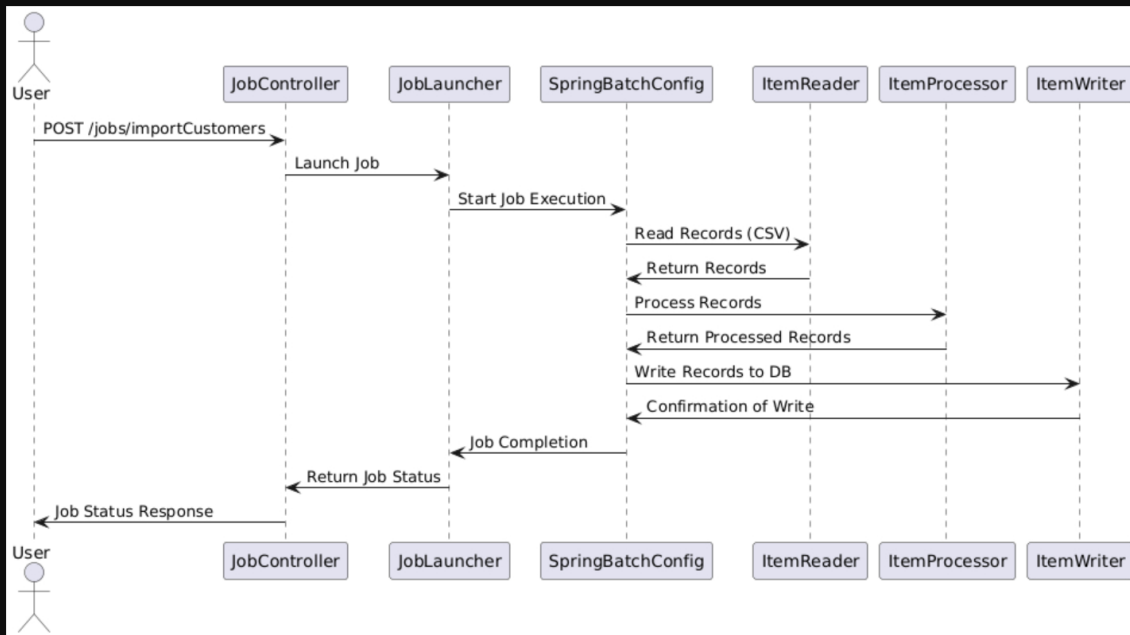 User
JobController
JobLauncher
SpringBatchConfig
ItemReader
ItemProcessor
ItemWriter
POST /jobs/importCustomers
Launch Job
Start Job Execution
Read Records (CSV)
Return Records
Process Records
Return Processed Records
Write Records to DB
Confirmation of Write
Job Completion
Return Job Status
Job Status Response
User
JobController
JobLauncher
SpringBatchConfig
ItemReader
ItemProcessor
ItemWriter